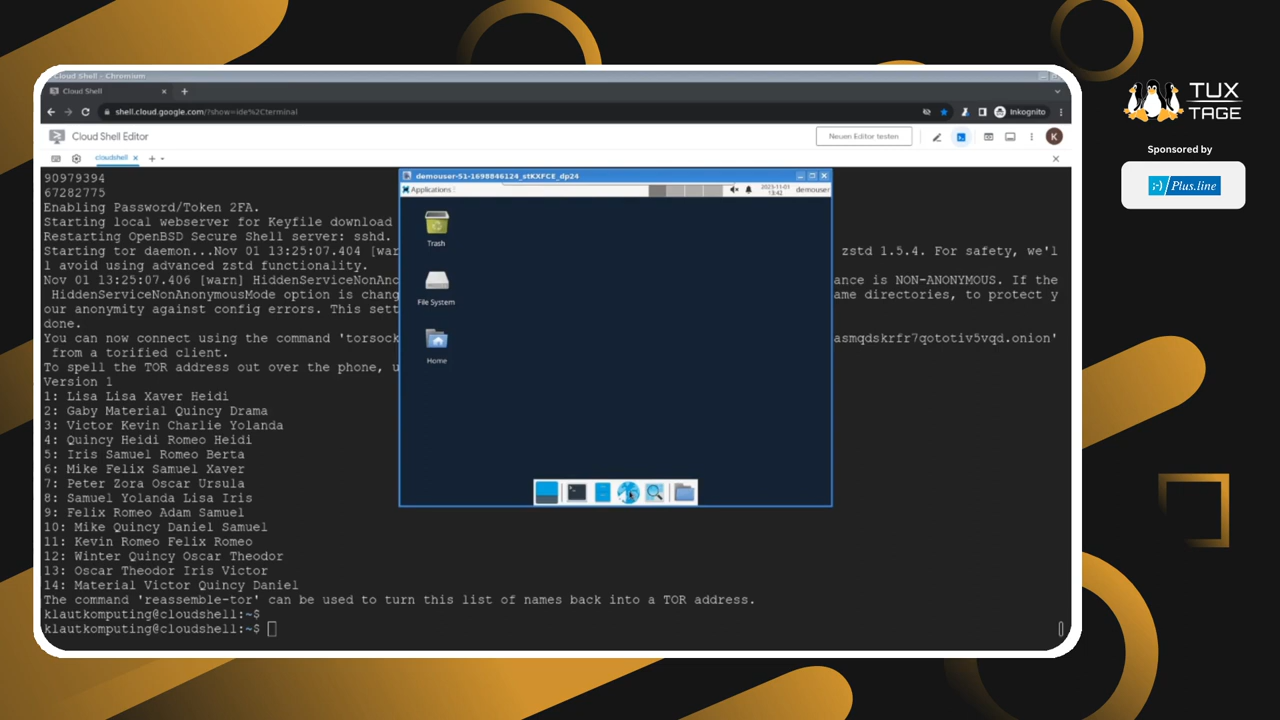 Cloud Shell - Chromium
Cloud Shell
shell.cloud.google.com/?show=ide%2Cterminal
Inkognito
Cloud Shell Editor
Neuen Editor testen
K
cloudshell
90979394
67282775
Enabling Password/Token 2FA.
Starting local webserver for Keyfile download
Restarting OpenBSD Secure Shell server: sshd.
Starting tor daemon...Nov 01 13:25:07.404 [war zstd 1.5.4. For safety, we'l
l avoid using advanced zstd functionality.
Nov 01 13:25:07.406 [warn] HiddenServiceNonAno ance is NON-ANONYMOUS. If the
HiddenServiceNonAnonymousMode option is chang ame directories, to protect y
our anonymity against config errors. This sett
done.
You can now connect using the command 'torsock asmqdskrfr7qototiv5vqd.onion'
from a torified client.
To spell the TOR address out over the phone, u
Version 1
1: Lisa Lisa Xaver Heidi
2: Gaby Material Quincy Drama
3: Victor Kevin Charlie Yolanda
4: Quincy Heidi Romeo Heidi
5: Iris Samuel Romeo Berta
6: Mike Felix Samuel Xaver
7: Peter Zora Oscar Ursula
8: Samuel Yolanda Lisa Iris
9: Felix Romeo Adam Samuel
10: Mike Quincy Daniel Samuel
11: Kevin Romeo Felix Romeo
12: Winter Quincy Oscar Theodor
13: Oscar Theodor Iris Victor
14: Material Victor Quincy Daniel
The command 'reassemble-tor' can be used to turn this list of names back into a TOR address.
klautkomputing@cloudshell:~$
klautkomputing@cloudshell:~$
demouser-51-1698846124_stKXFCE_dp24
Applications
2023-11-01
13:42
demouser
Trash
File System
Home
TUX
TAGE
Sponsored by
:-) Plus.line